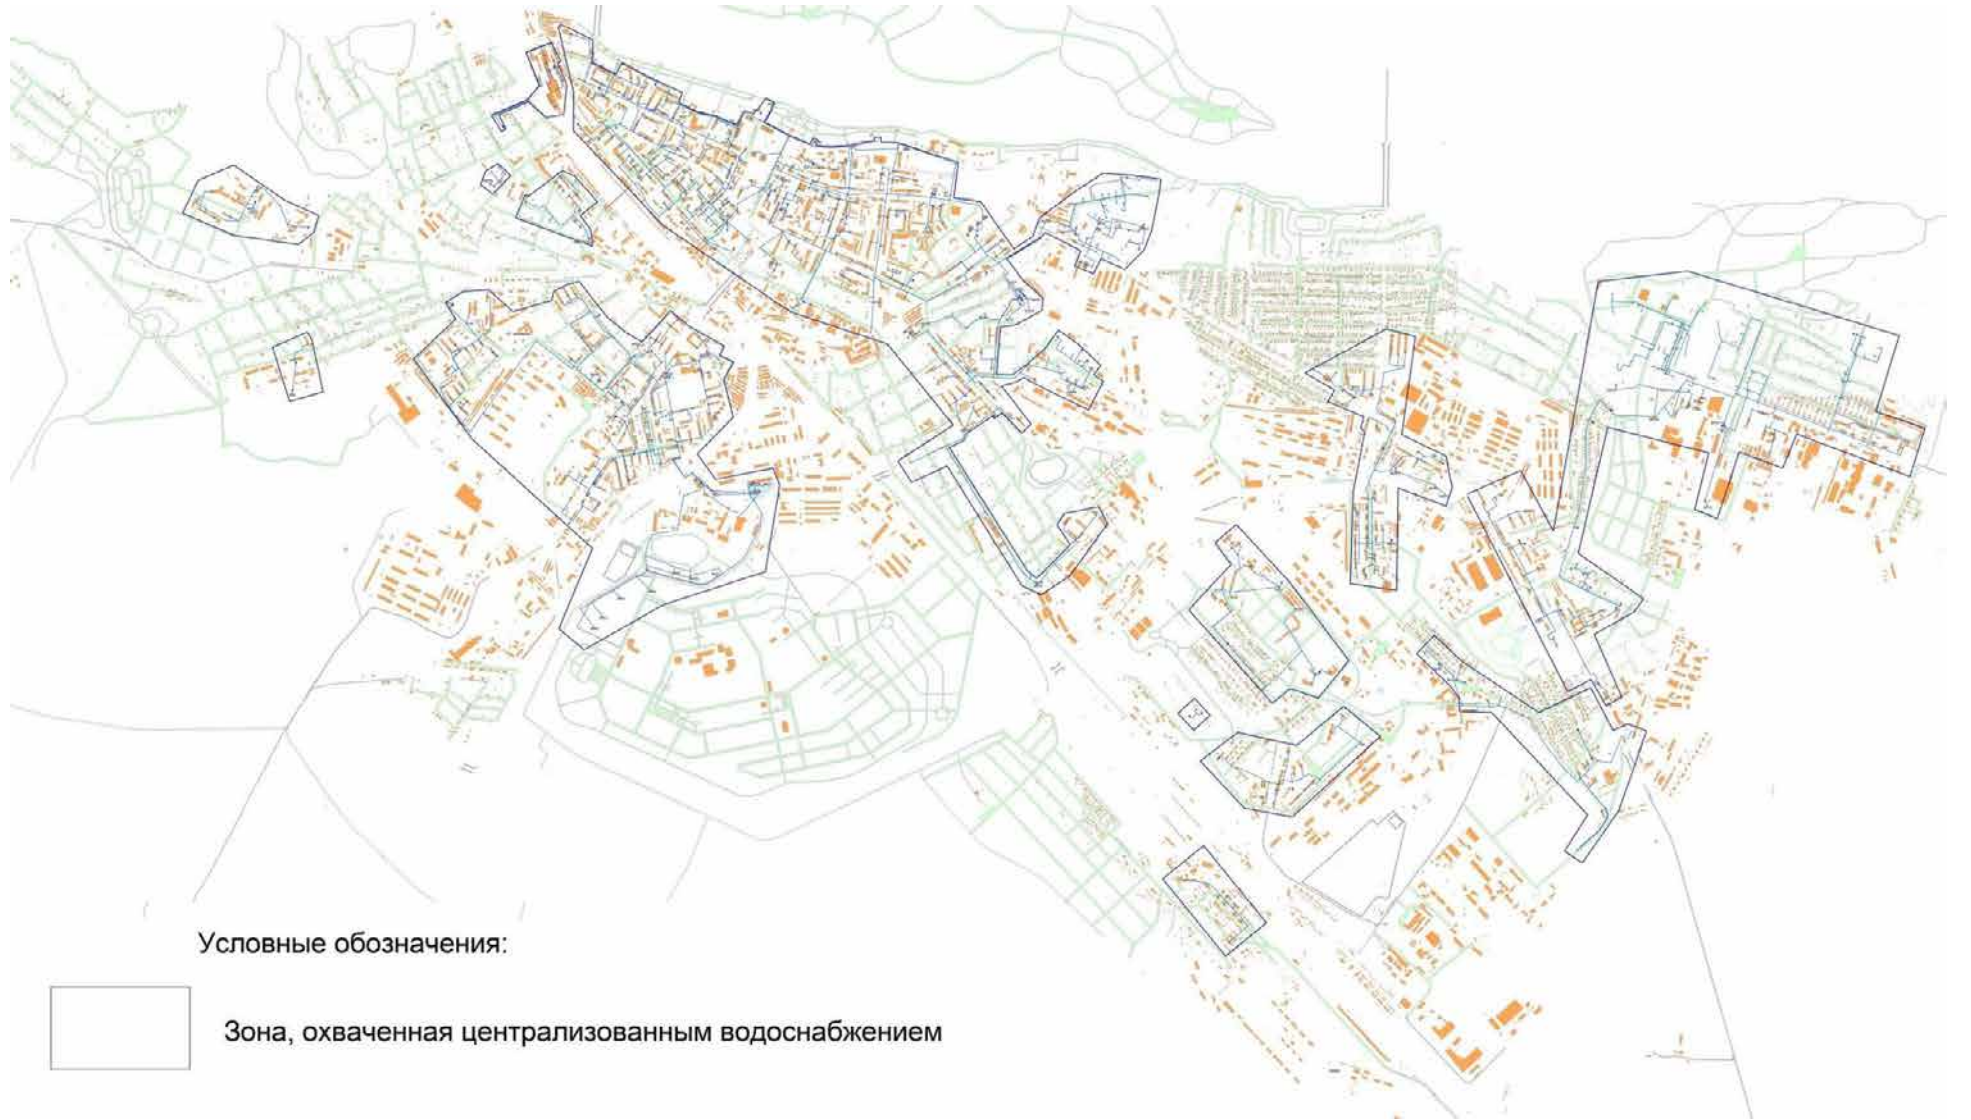 Условные обозначения:
Зона, охваченная централизованным водоснабжением